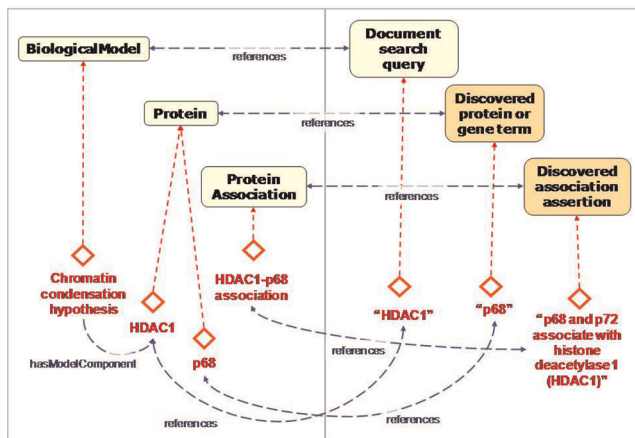 BiologicalModel
references
Document
search
query
Protein
references
Discovered
protein or
gene term
Protein
Association
references
Discovered
association
assertion
Chromatin
condensation
hypothesis
HDAC1
HDAC1-p68
association
"HDAC1"
"p68"
"p68 and p72
associate with
histone
deacetylase1
(HDAC1)"
references
hasModelComponent
p68
references
references